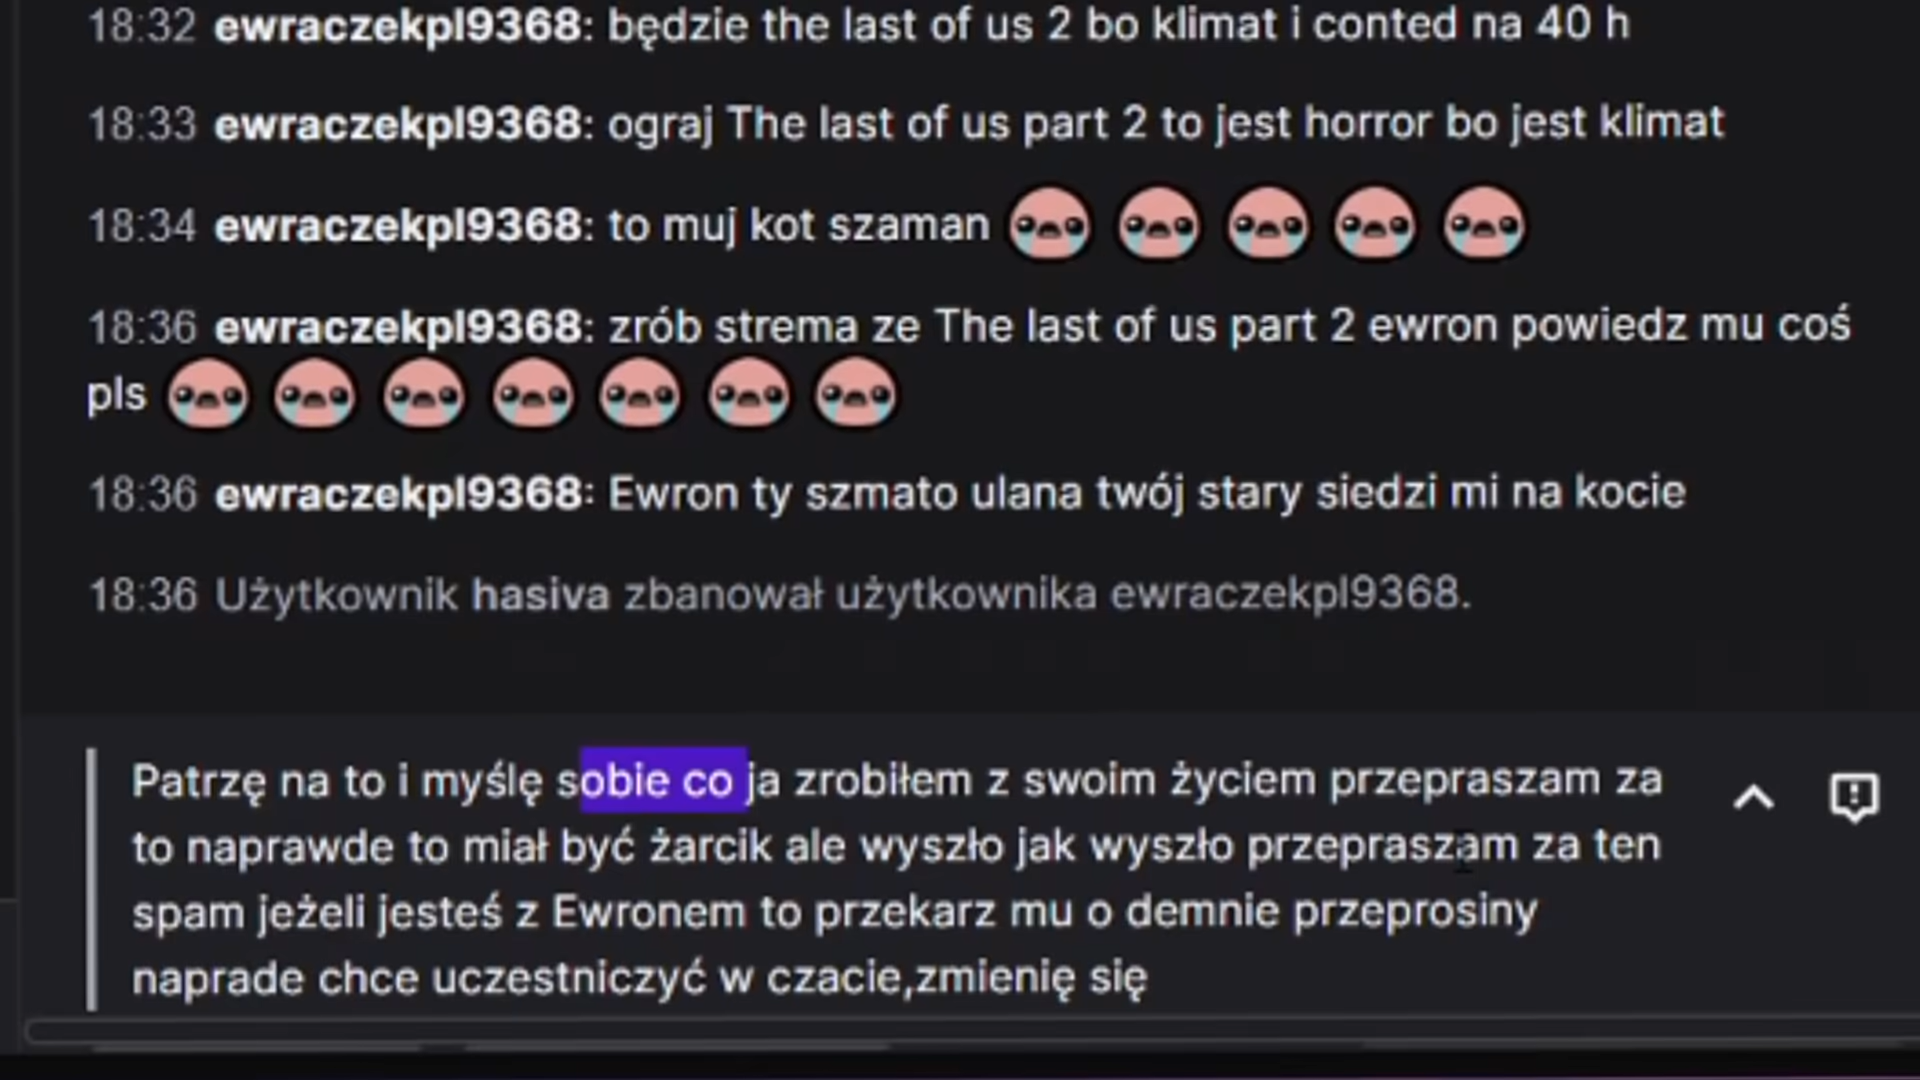 18:32 ewraczekpl9368: będzie the last of us 2 bo klimat i conted na 40 h
18:33 ewraczekpl9368: ograj The last of us part 2 to jest horror bo jest klimat
18:34 ewraczekpl9368: to muj kot szaman
18:36 ewraczekpl9368: zrób strema ze The last of us part 2 ewron powiedz mu coś
pls
18:36 ewraczekpl9368: Ewron ty szmato ulana twój stary siedzi mi na kocie
18:36 Użytkownik hasiva zbanował użytkownika ewraczekpl9368.
Patrzę na to i myślę sobie co ja zrobiłem z swoim życiem przepraszam za
to naprawde to miał być żarcik ale wyszło jak wyszło przepraszam za ten
spam jeżeli jesteś z Ewronem to przekarz mu o demnie przeprosiny
naprade chce uczestniczyć w czacie,zmienię się